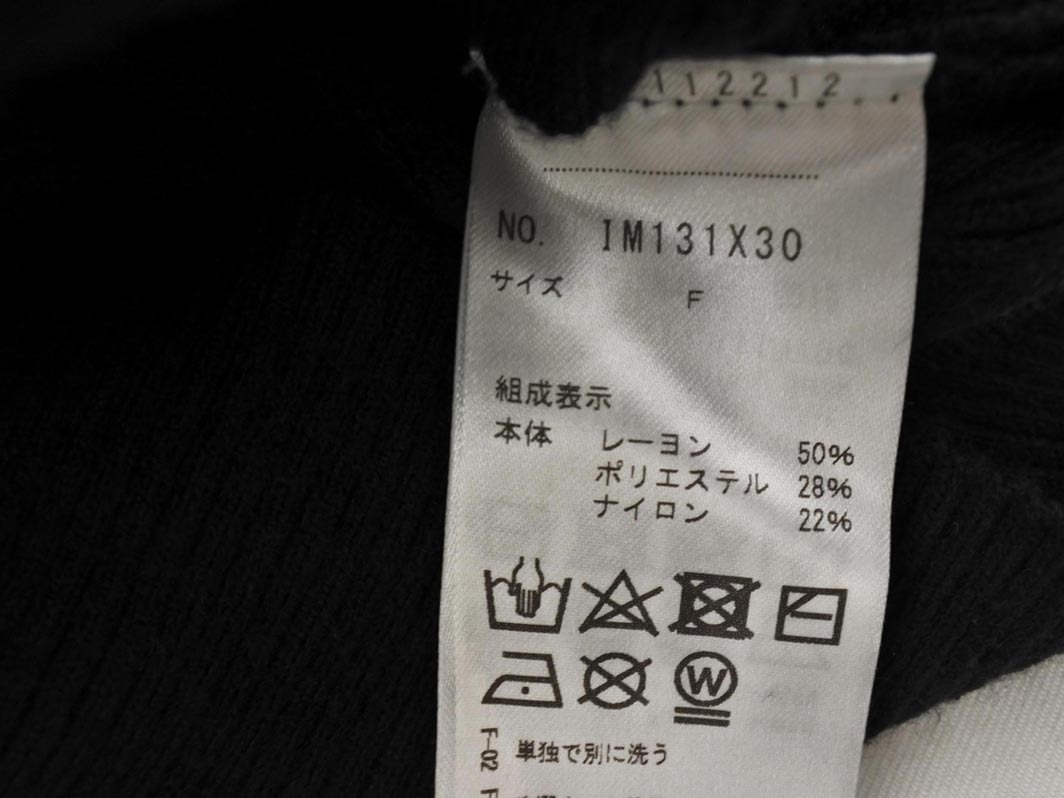 112212
NO. IM131X30
サイズ F
組成表示
本体 レーヨン 50%
ポリエステル 28%
ナイロン 22%
W
F-02 単独で別に洗う